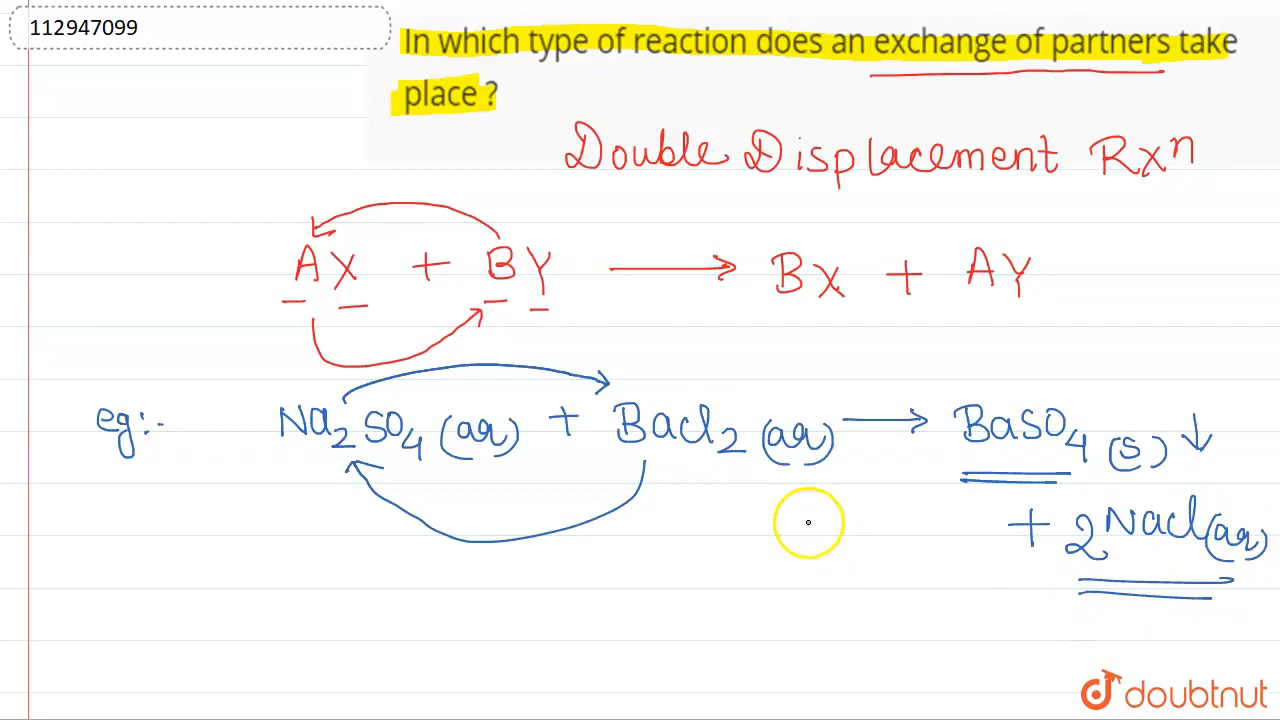 112947099
In which type of reaction does an exchange of partners take
place ?
Double Displacement Rxⁿ
AX + BY ⟶ BX + AY
eg:- Na₂SO₄(aq) + Bacl₂(aq) ⟶ BaSO₄(s)↓
+ 2Nacl(aq)
doubtnut